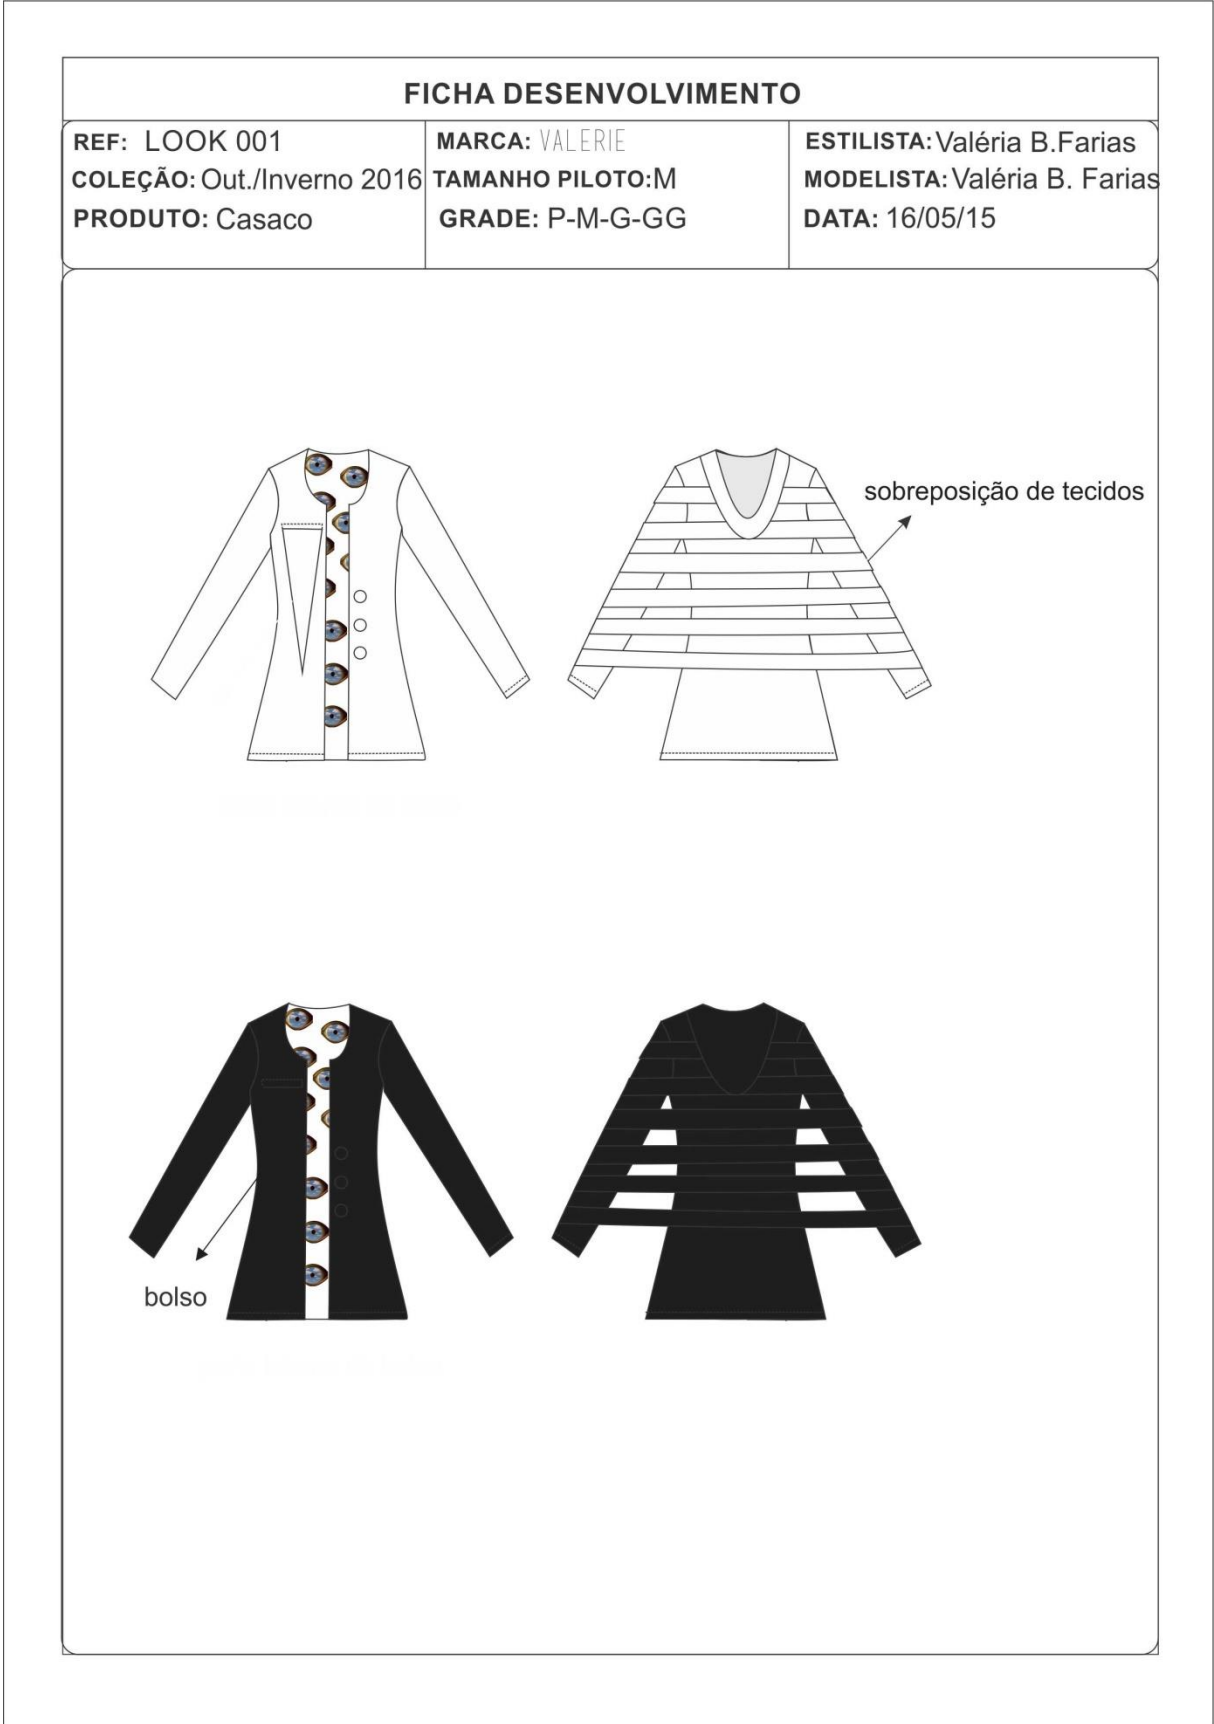 FICHA DESENVOLVIMENTO
REF: LOOK 001
COLEÇÃO: Out./Inverno 2016
PRODUTO: Casaco
MARCA: VALERIE
TAMANHO PILOTO:M
GRADE: P-M-G-GG
ESTILISTA: Valéria B.Farias
MODELISTA: Valéria B. Farias
DATA: 16/05/15
sobreposição de tecidos
bolso